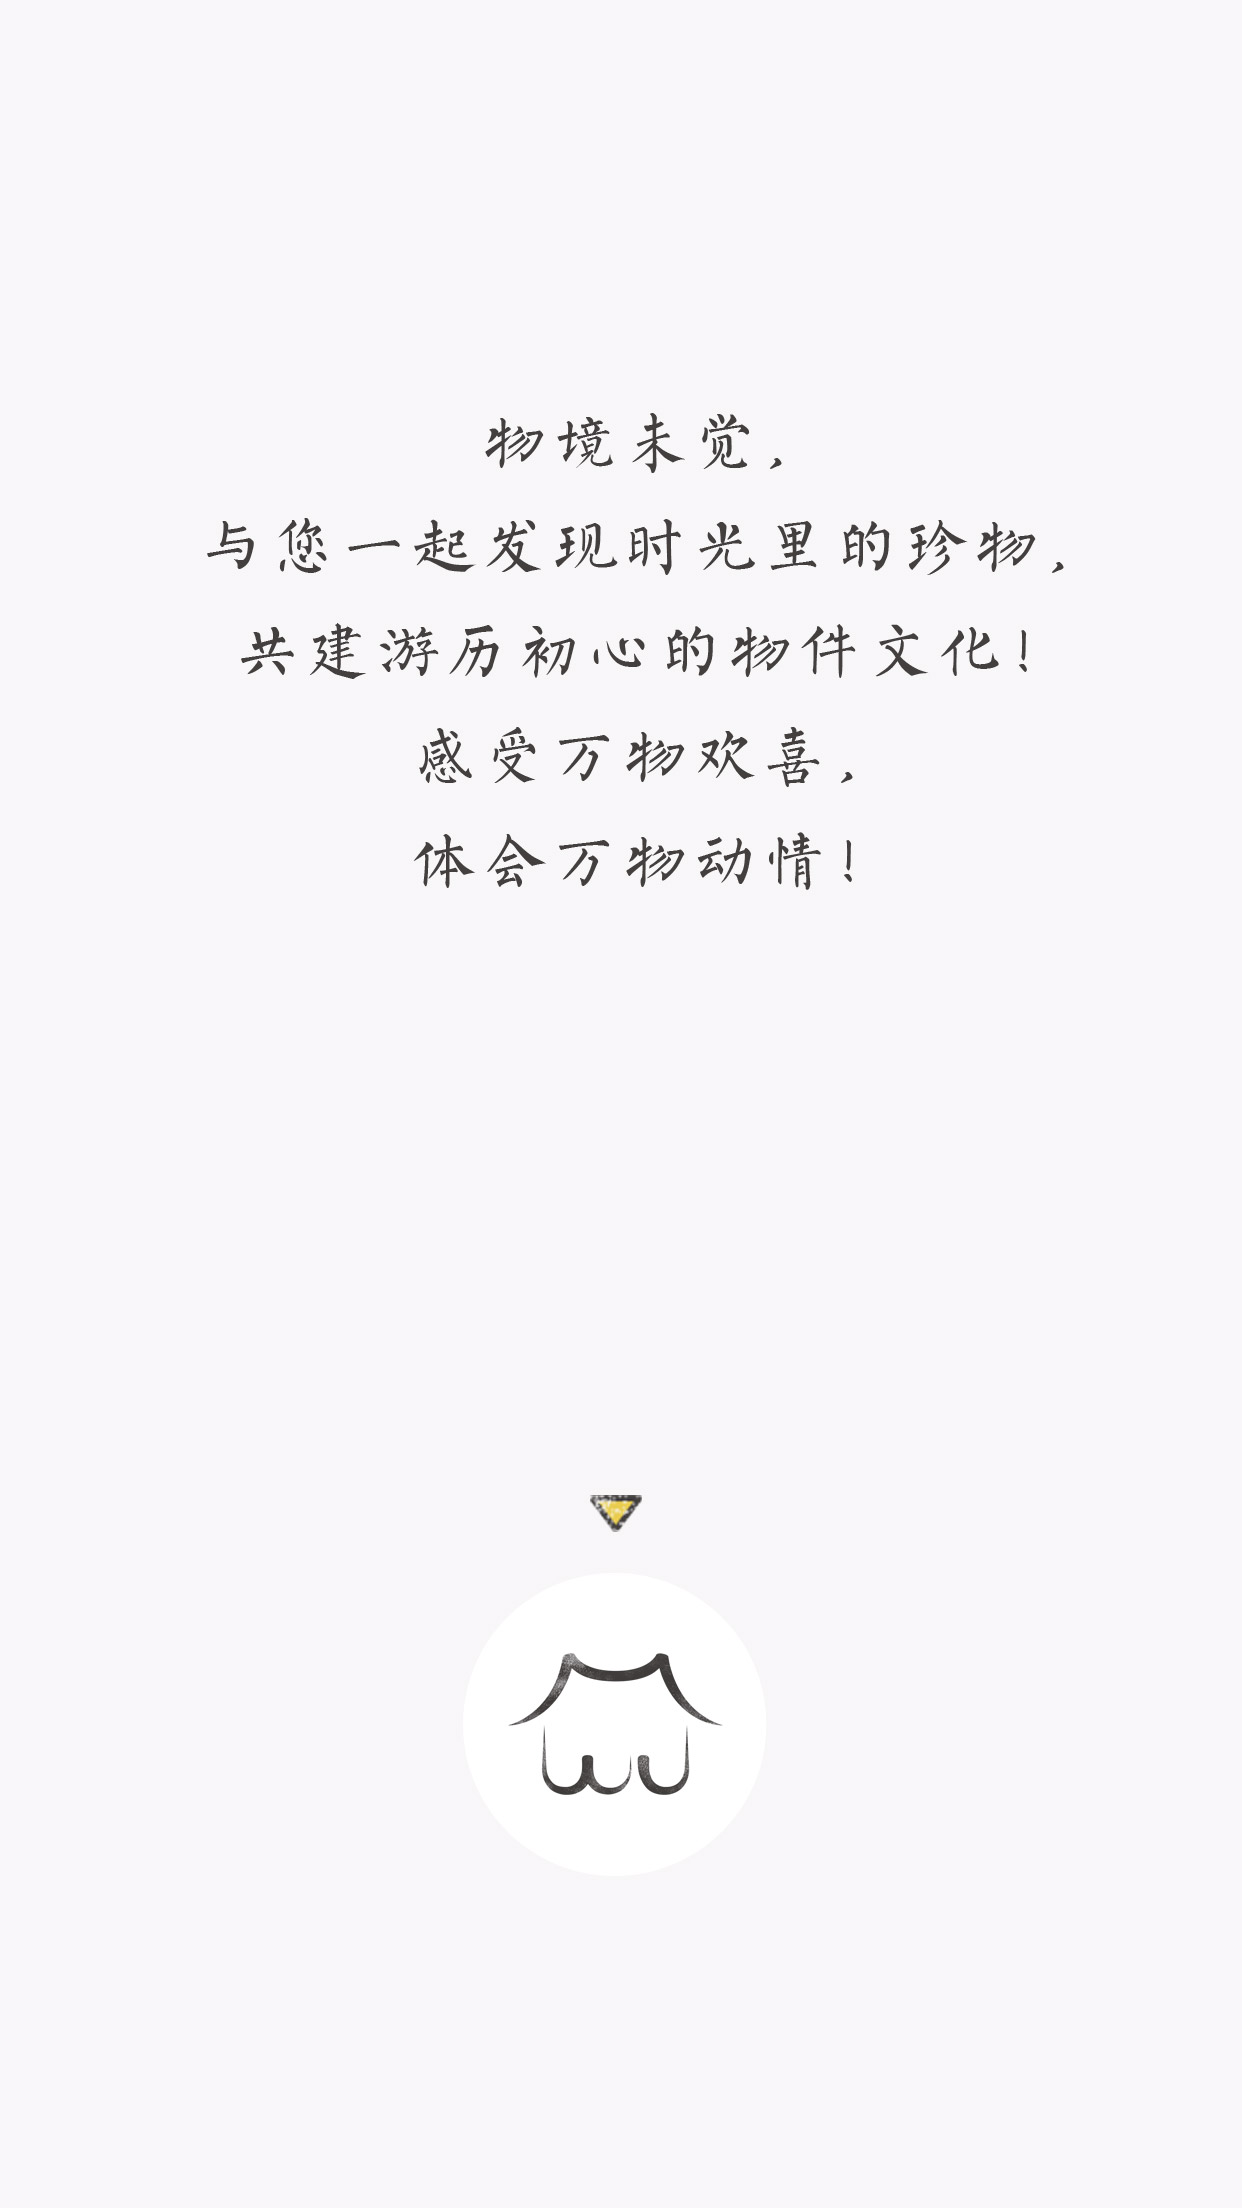 物境未觉，
与您一起发现时光里的珍物，
共建游历初心的物件文化！
感受万物欢喜，
体会万物动情！